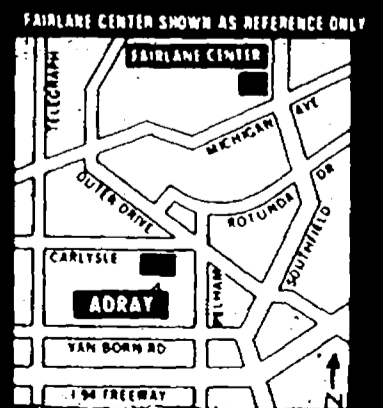 FAIRLANE CENTER SHOWN AS REFERENCE ONLY
FAIRLANE CENTER
TELEGRAPH
MICHIGAN AVE
OUTER DRIVE
ROTUNDA DR
SOUTHFIELD
CARLYSLE
PELHAM
ADRAY
VAN BORN RD
I 94 FREEWAY
N